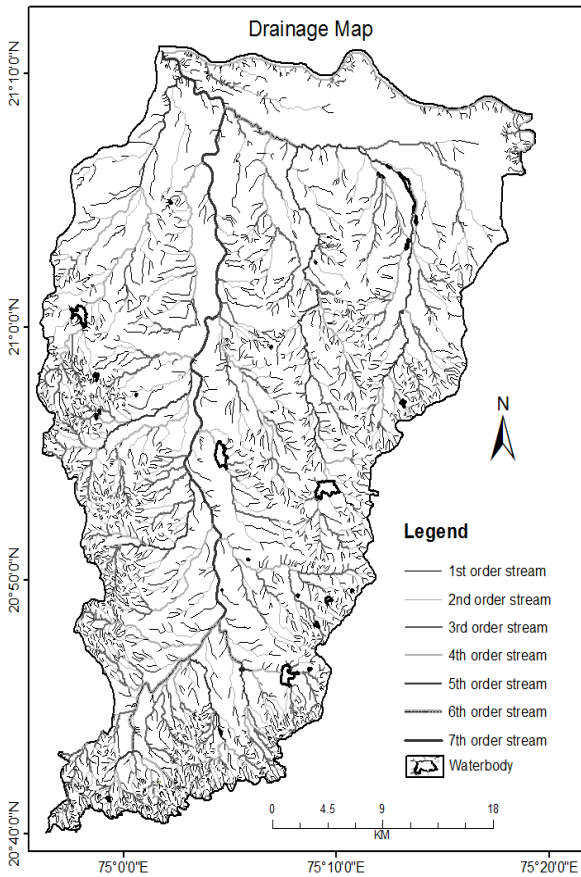 Drainage Map
21°10'0"N
21°0'0"N
20°50'0"N
20°40'0"N
N
Legend
1st order stream
2nd order stream
3rd order stream
4th order stream
5th order stream
6th order stream
7th order stream
Waterbody
0 4.5 9 18
KM
75°0'0"E 75°10'0"E 75°20'0"E